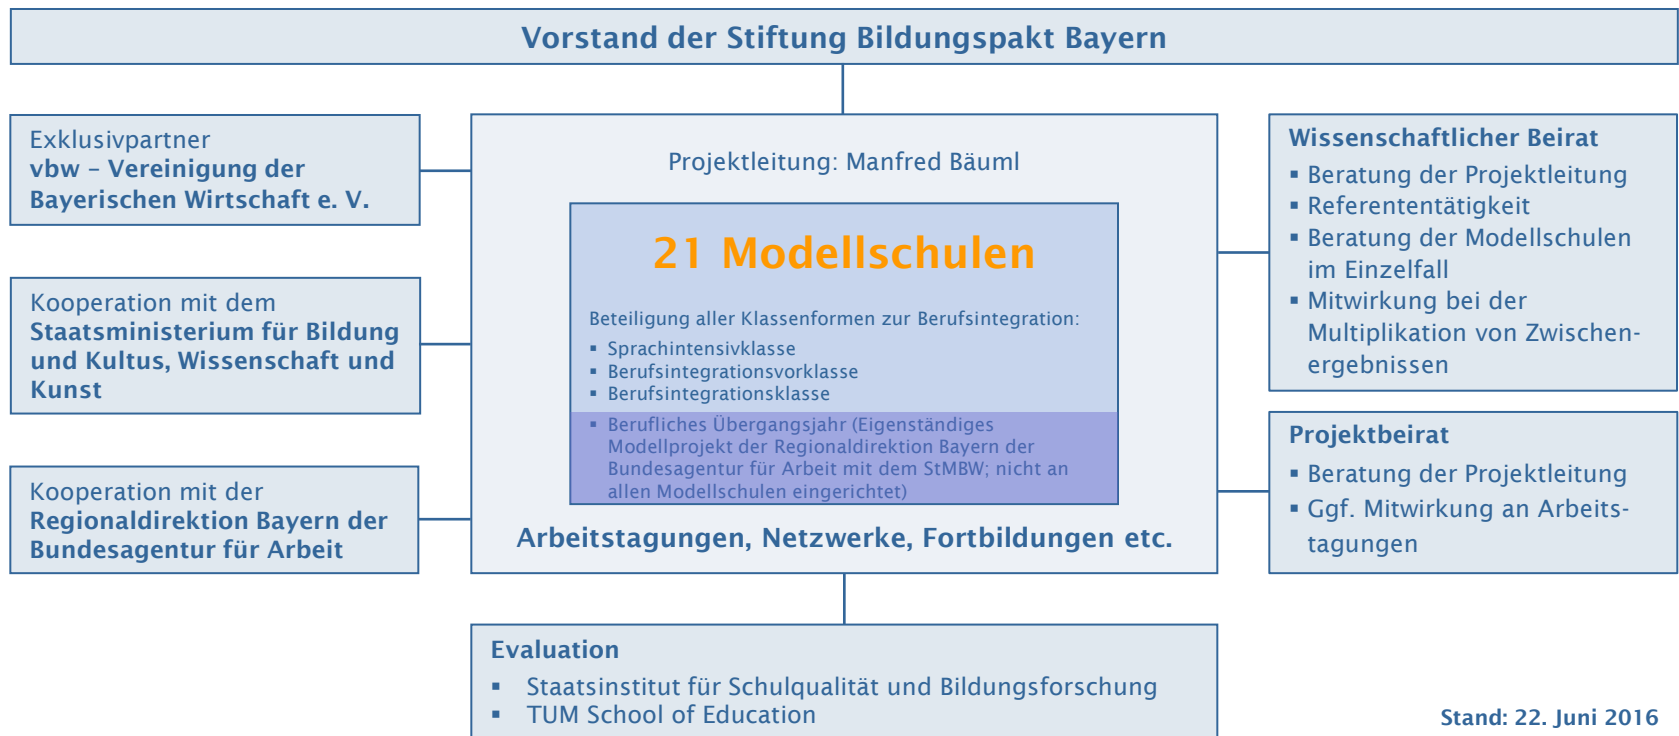 Vorstand der Stiftung Bildungspakt Bayern
Exklusivpartner
vbw – Vereinigung der
Bayerischen Wirtschaft e. V.
Kooperation mit dem
Staatsministerium für Bildung
und Kultus, Wissenschaft und
Kunst
Kooperation mit der
Regionaldirektion Bayern der
Bundesagentur für Arbeit
Projektleitung: Manfred Bäuml
21 Modellschulen
Beteiligung aller Klassenformen zur Berufsintegration:
▪ Sprachintensivklasse
▪ Berufsintegrationsvorklasse
▪ Berufsintegrationsklasse
▪ Berufliches Übergangsjahr (Eigenständiges
Modellprojekt der Regionaldirektion Bayern der
Bundesagentur für Arbeit mit dem StMBW; nicht an
allen Modellschulen eingerichtet)
Arbeitstagungen, Netzwerke, Fortbildungen etc.
Wissenschaftlicher Beirat
▪ Beratung der Projektleitung
▪ Referententätigkeit
▪ Beratung der Modellschulen
im Einzelfall
▪ Mitwirkung bei der
Multiplikation von Zwischen-
ergebnissen
Projektbeirat
▪ Beratung der Projektleitung
▪ Ggf. Mitwirkung an Arbeits-
tagungen
Evaluation
▪ Staatsinstitut für Schulqualität und Bildungsforschung
▪ TUM School of Education
Stand: 22. Juni 2016